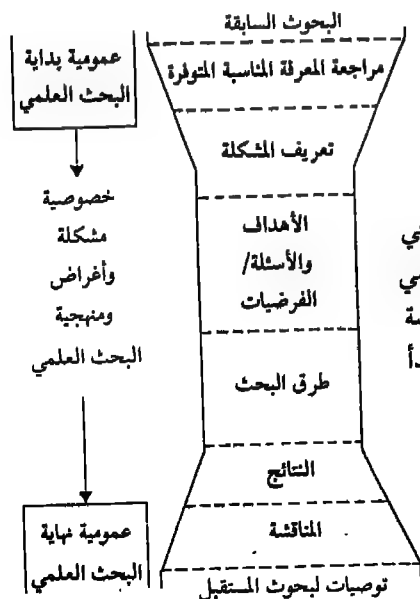 البحوث السابقة
مراجعة المعرفة المناسبة المتوفرة
تعريف المشكلة
الأهداف
والأسئلة/
الفرضيات
طرق البحث
النتائج
المناقشة
توصيات لبحوث المستقبل
عمومية بداية
البحث العلمي
خصوصية
مشكلة
وأغراض
ومنهجية
البحث العلمي
عمومية نهاية
البحث العلمي